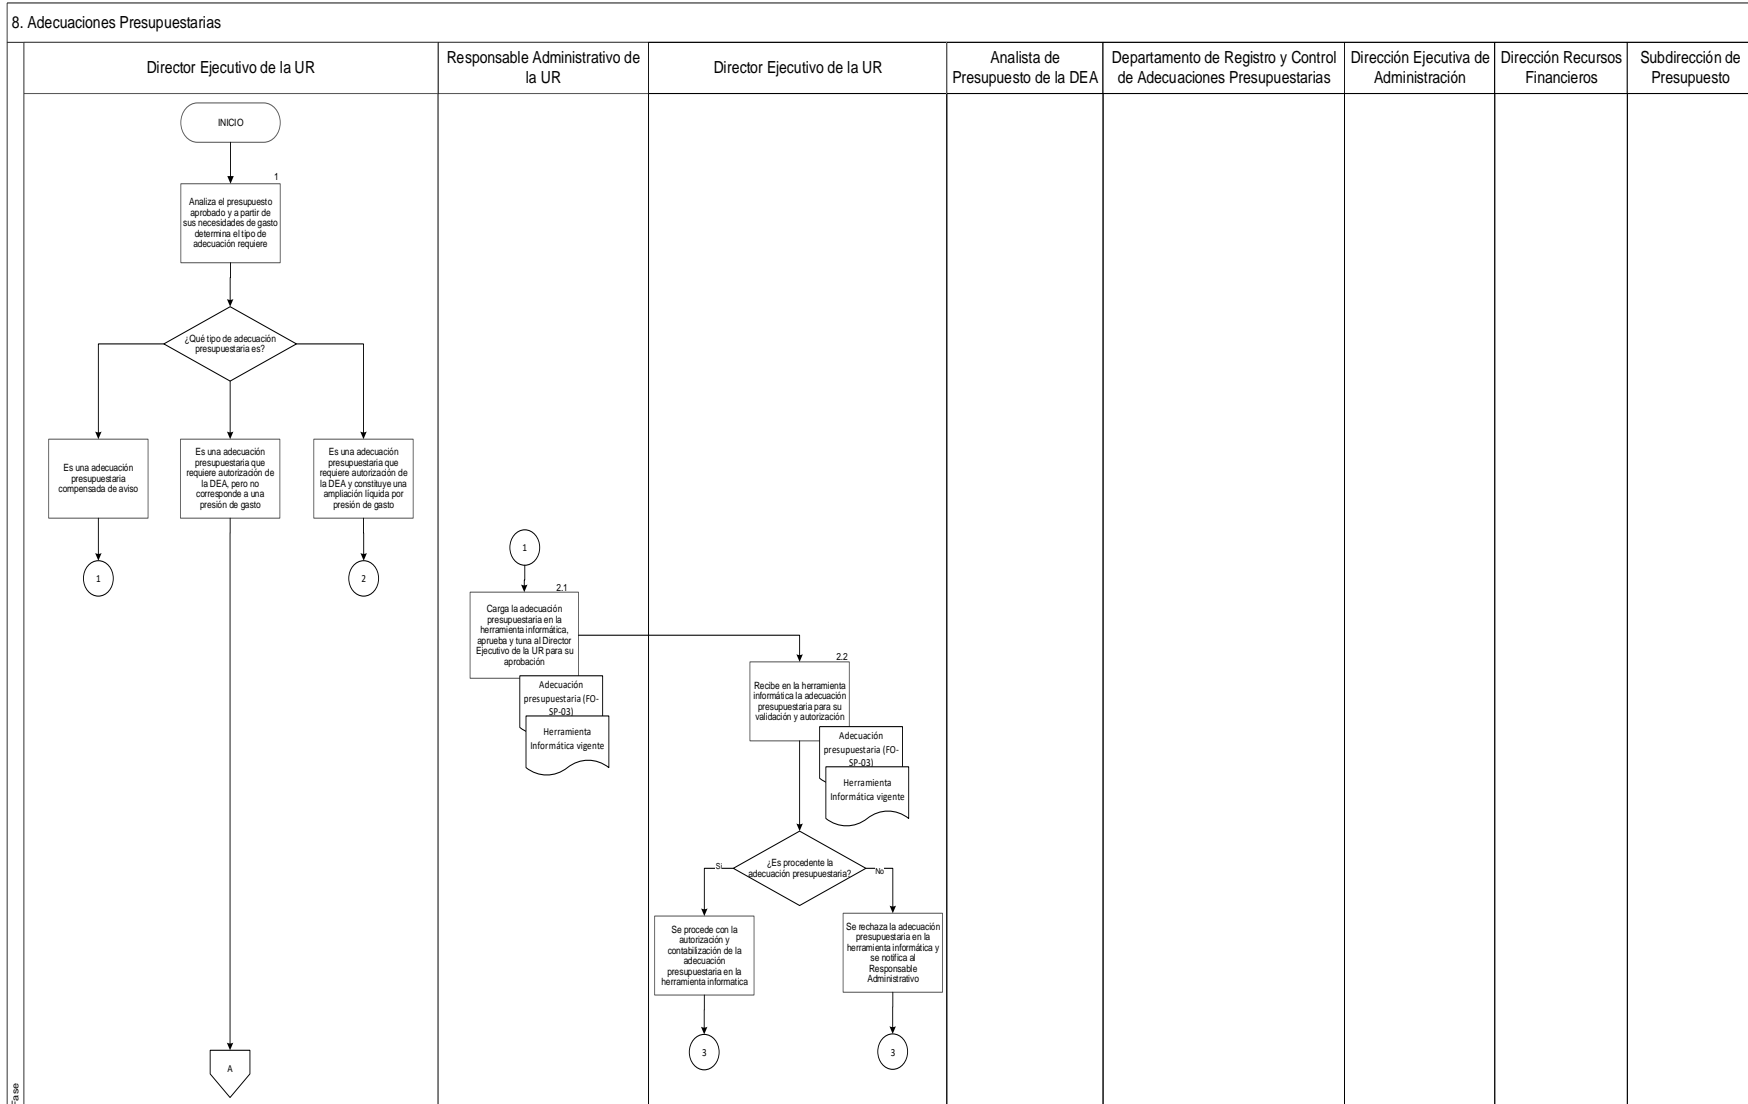 8. Adecuaciones Presupuestarias
Director Ejecutivo de la UR
Responsable Administrativo de
la UR
Director Ejecutivo de la UR
Analista de
Presupuesto de la DEA
Departamento de Registro y Control
de Adecuaciones Presupuestarias
Dirección Ejecutiva de
Administración
Dirección Recursos
Financieros
Subdirección de
Presupuesto
INICIO
1
Analiza el presupuesto
aprobado y a partir de
sus necesidades de gasto
determina el tipo de
adecuación requiere
¿Qué tipo de adecuación
presupuestaria es?
Es una adecuación
presupuestaria
compensada de aviso
Es una adecuación
presupuestaria que
requiere autorización de
la DEA, pero no
corresponde a una
presión de gasto
Es una adecuación
presupuestaria que
requiere autorización de
la DEA y constituye una
ampliación líquida por
presión de gasto
1
2
A
1
2.1
Carga la adecuación
presupuestaria en la
herramienta informática,
aprueba y tuna al Director
Ejecutivo de la UR para su
aprobación
Adecuación
presupuestaria (FO-
SP-03)
Herramienta
Informática vigente
2.2
Recibe en la herramienta
informática la adecuación
presupuestaria para su
validación y autorización
Adecuación
presupuestaria (FO-
SP-03)
Herramienta
Informática vigente
¿Es procedente la
adecuación presupuestaria?
Si
No
Se procede con la
autorización y
contabilización de la
adecuación
presupuestaria en la
herramienta informatica
Se rechaza la adecuación
presupuestaria en la
herramienta informática y
se notifica al
Responsable
Administrativo
3
3
Fase